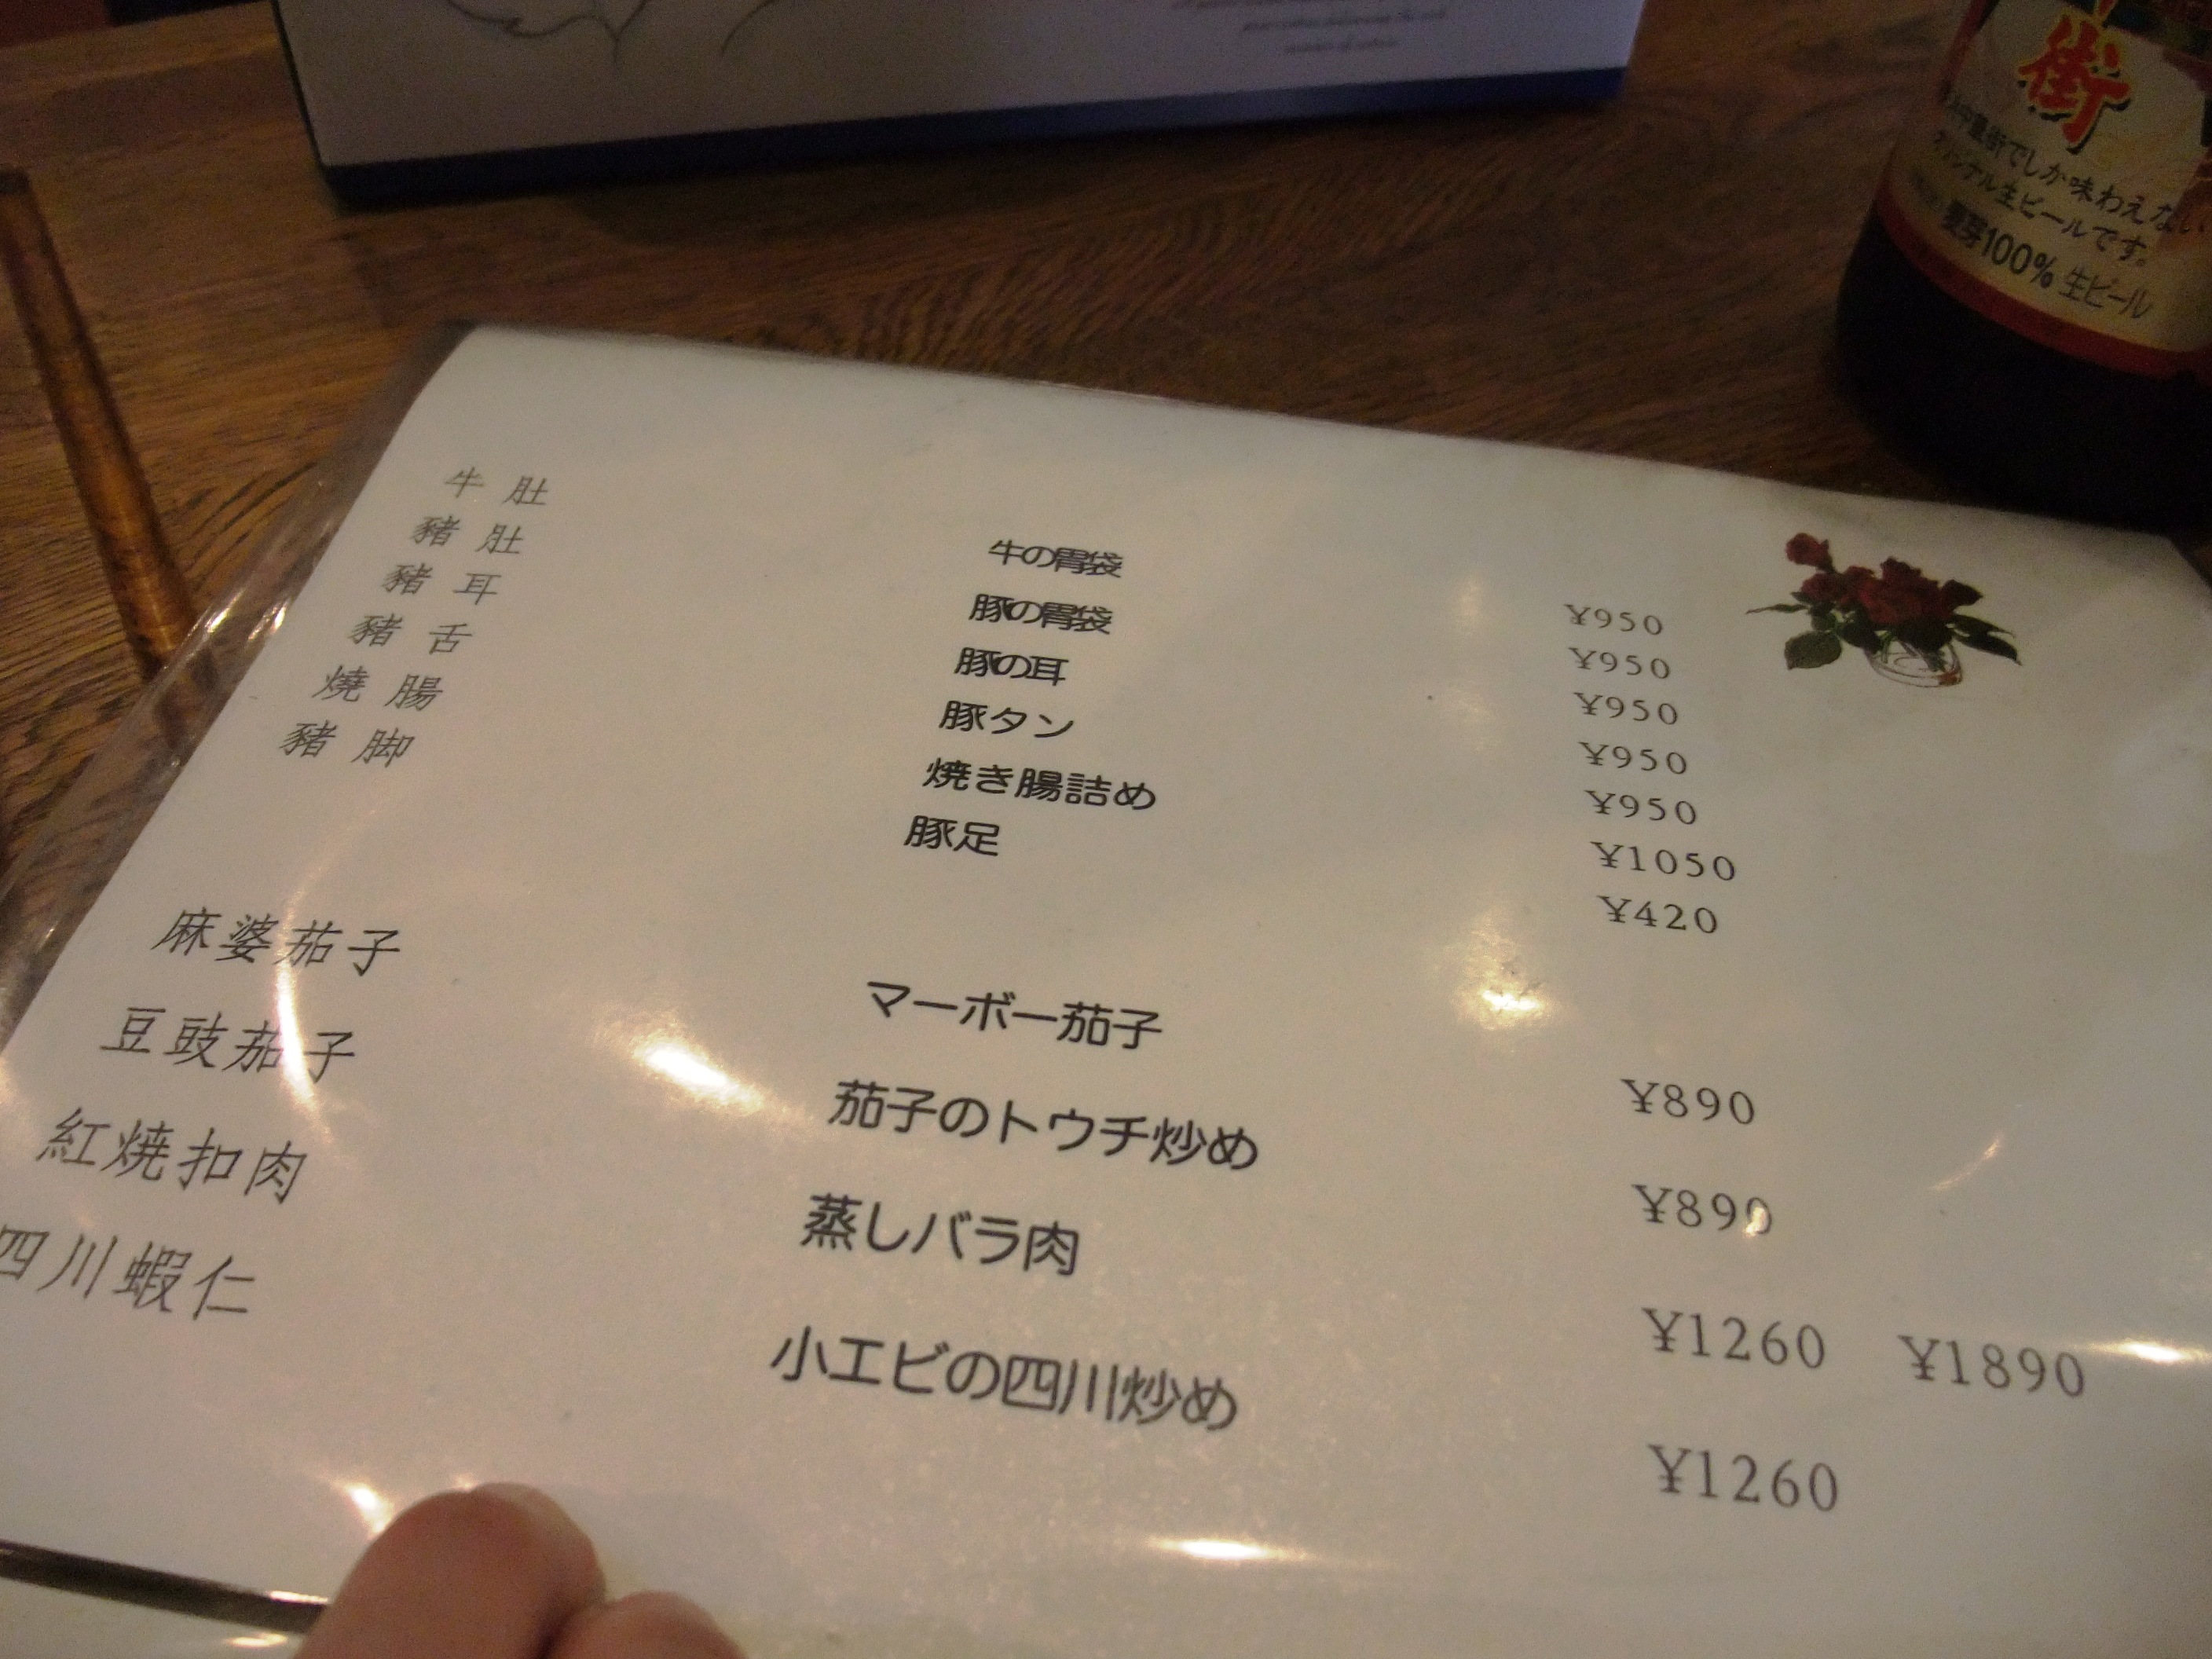 街
中華街でしか味わえない
生ビールです。
麦芽100% 生ビール
牛肚 牛の胃袋 ¥950
豬肚 豚の胃袋 ¥950
豬耳 豚の耳 ¥950
豬舌 豚タン ¥950
燒腸 焼き腸詰め ¥950
豬脚 豚足 ¥1050
¥420
麻婆茄子 マーボー茄子 ¥890
豆豉茄子 茄子のトウチ炒め ¥890
紅焼扣肉 蒸しバラ肉 ¥1260 ¥1890
四川蝦仁 小エビの四川炒め ¥1260